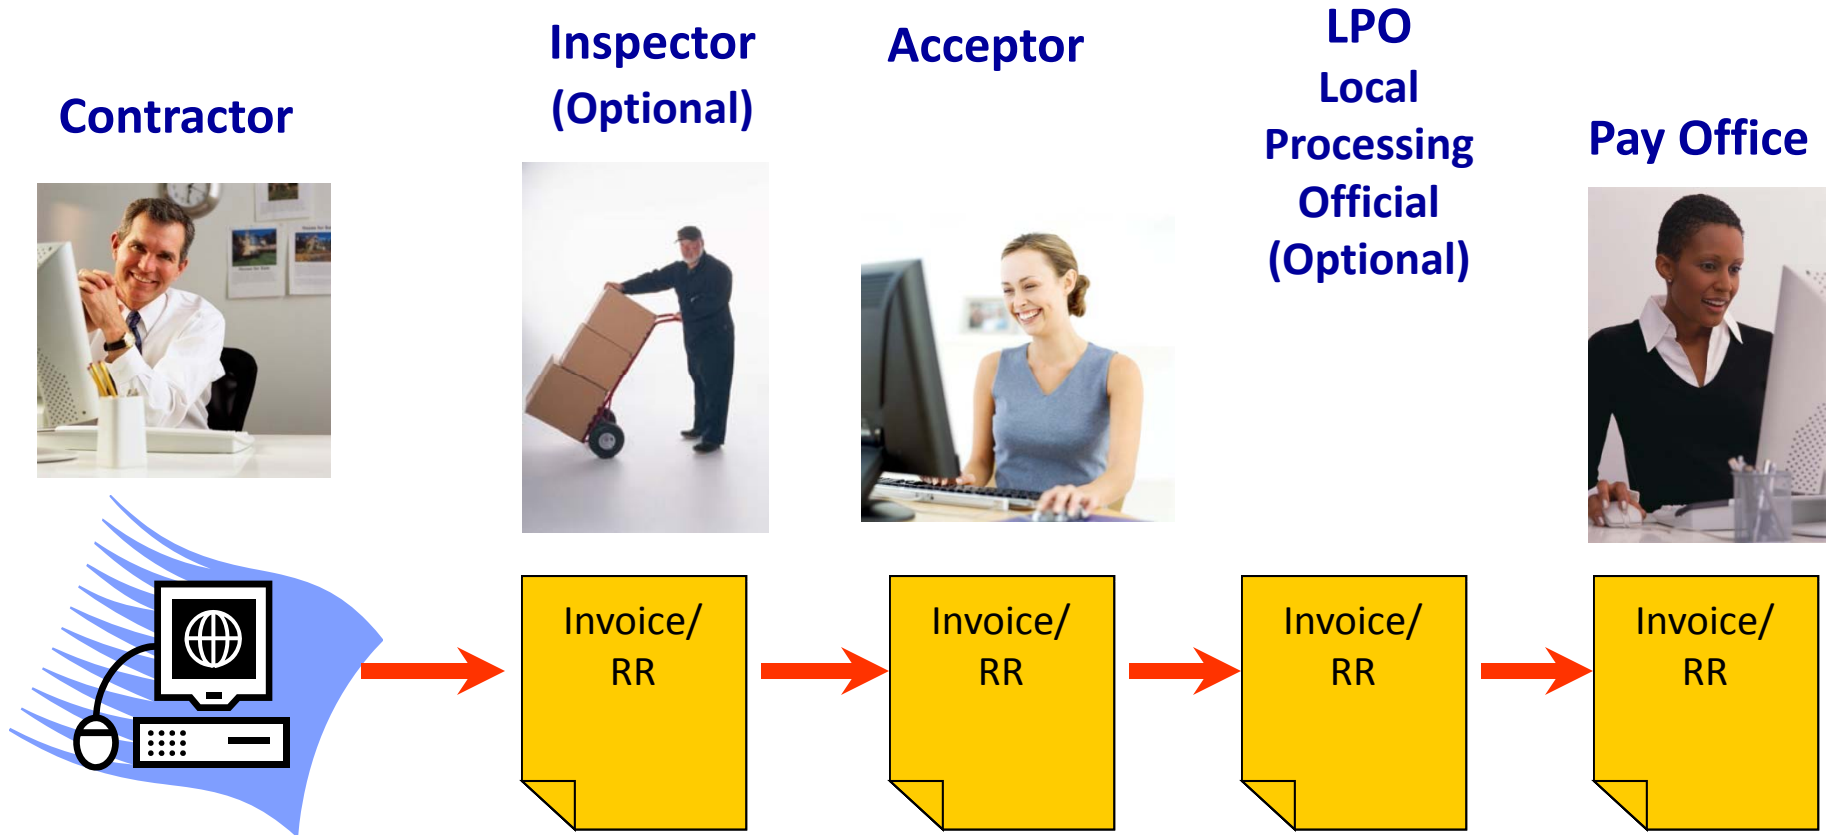 Contractor
Inspector
(Optional)
Acceptor
LPO
Local
Processing
Official
(Optional)
Pay Office
Invoice/
RR
Invoice/
RR
Invoice/
RR
Invoice/
RR